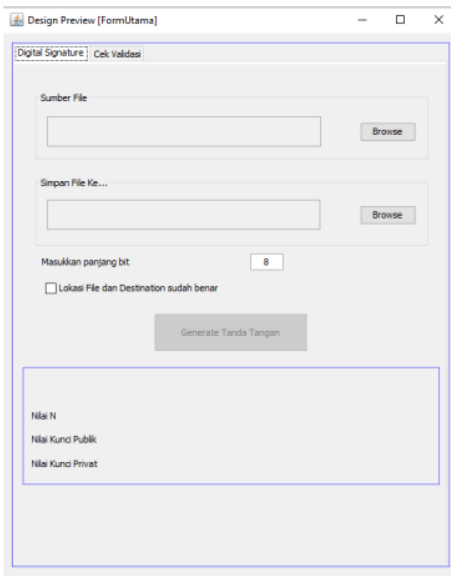 Design Preview [FormUtama]
Digital Signature Cek Validasi
Sumber File
Browse
Simpan File Ke...
Browse
Masukkan panjang bit 8
Lokasi File dan Destination sudah benar
Generate Tanda Tangan
Nilai N
Nilai Kunci Publik
Nilai Kunci Privat